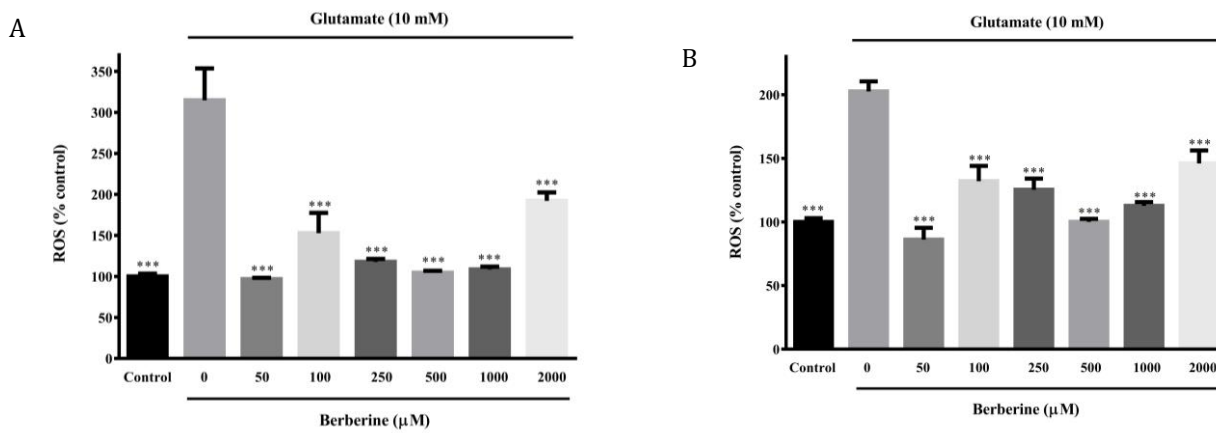 A
Glutamate (10 mM)
ROS (% control)
350
300
250
200
150
100
50
0
***
***
***
***
***
***
***
Control 0 50 100 250 500 1000 2000
Berberine (μM)
B
Glutamate (10 mM)
ROS (% control)
200
150
100
50
0
***
***
***
***
***
***
***
Control 0 50 100 250 500 1000 2000
Berberine (μM)